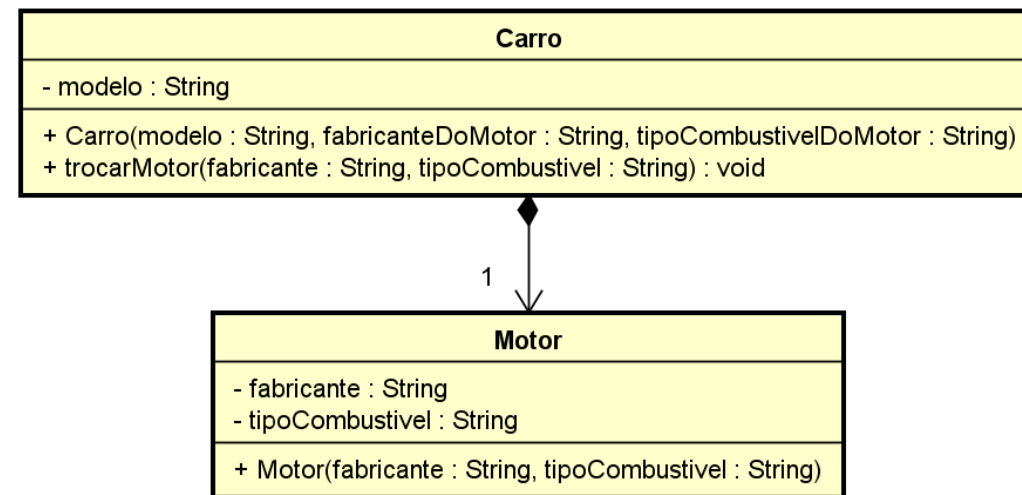 Carro
- modelo : String
+ Carro(modelo : String, fabricanteDoMotor : String, tipoCombustivelDoMotor : String)
+ trocarMotor(fabricante : String, tipoCombustivel : String) : void
1
Motor
- fabricante : String
- tipoCombustivel : String
+ Motor(fabricante : String, tipoCombustivel : String)